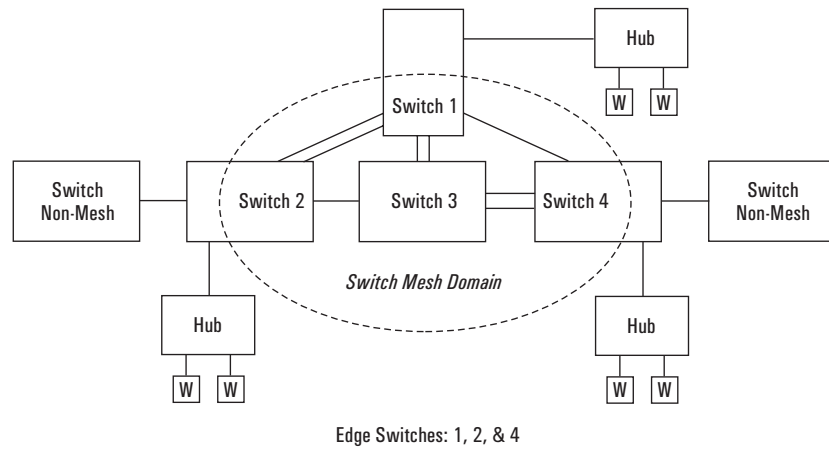 Hub
W W
Switch 1
Switch
Non-Mesh
Switch 2
Switch 3
Switch 4
Switch
Non-Mesh
Switch Mesh Domain
Hub
W W
Hub
W W
Edge Switches: 1, 2, & 4